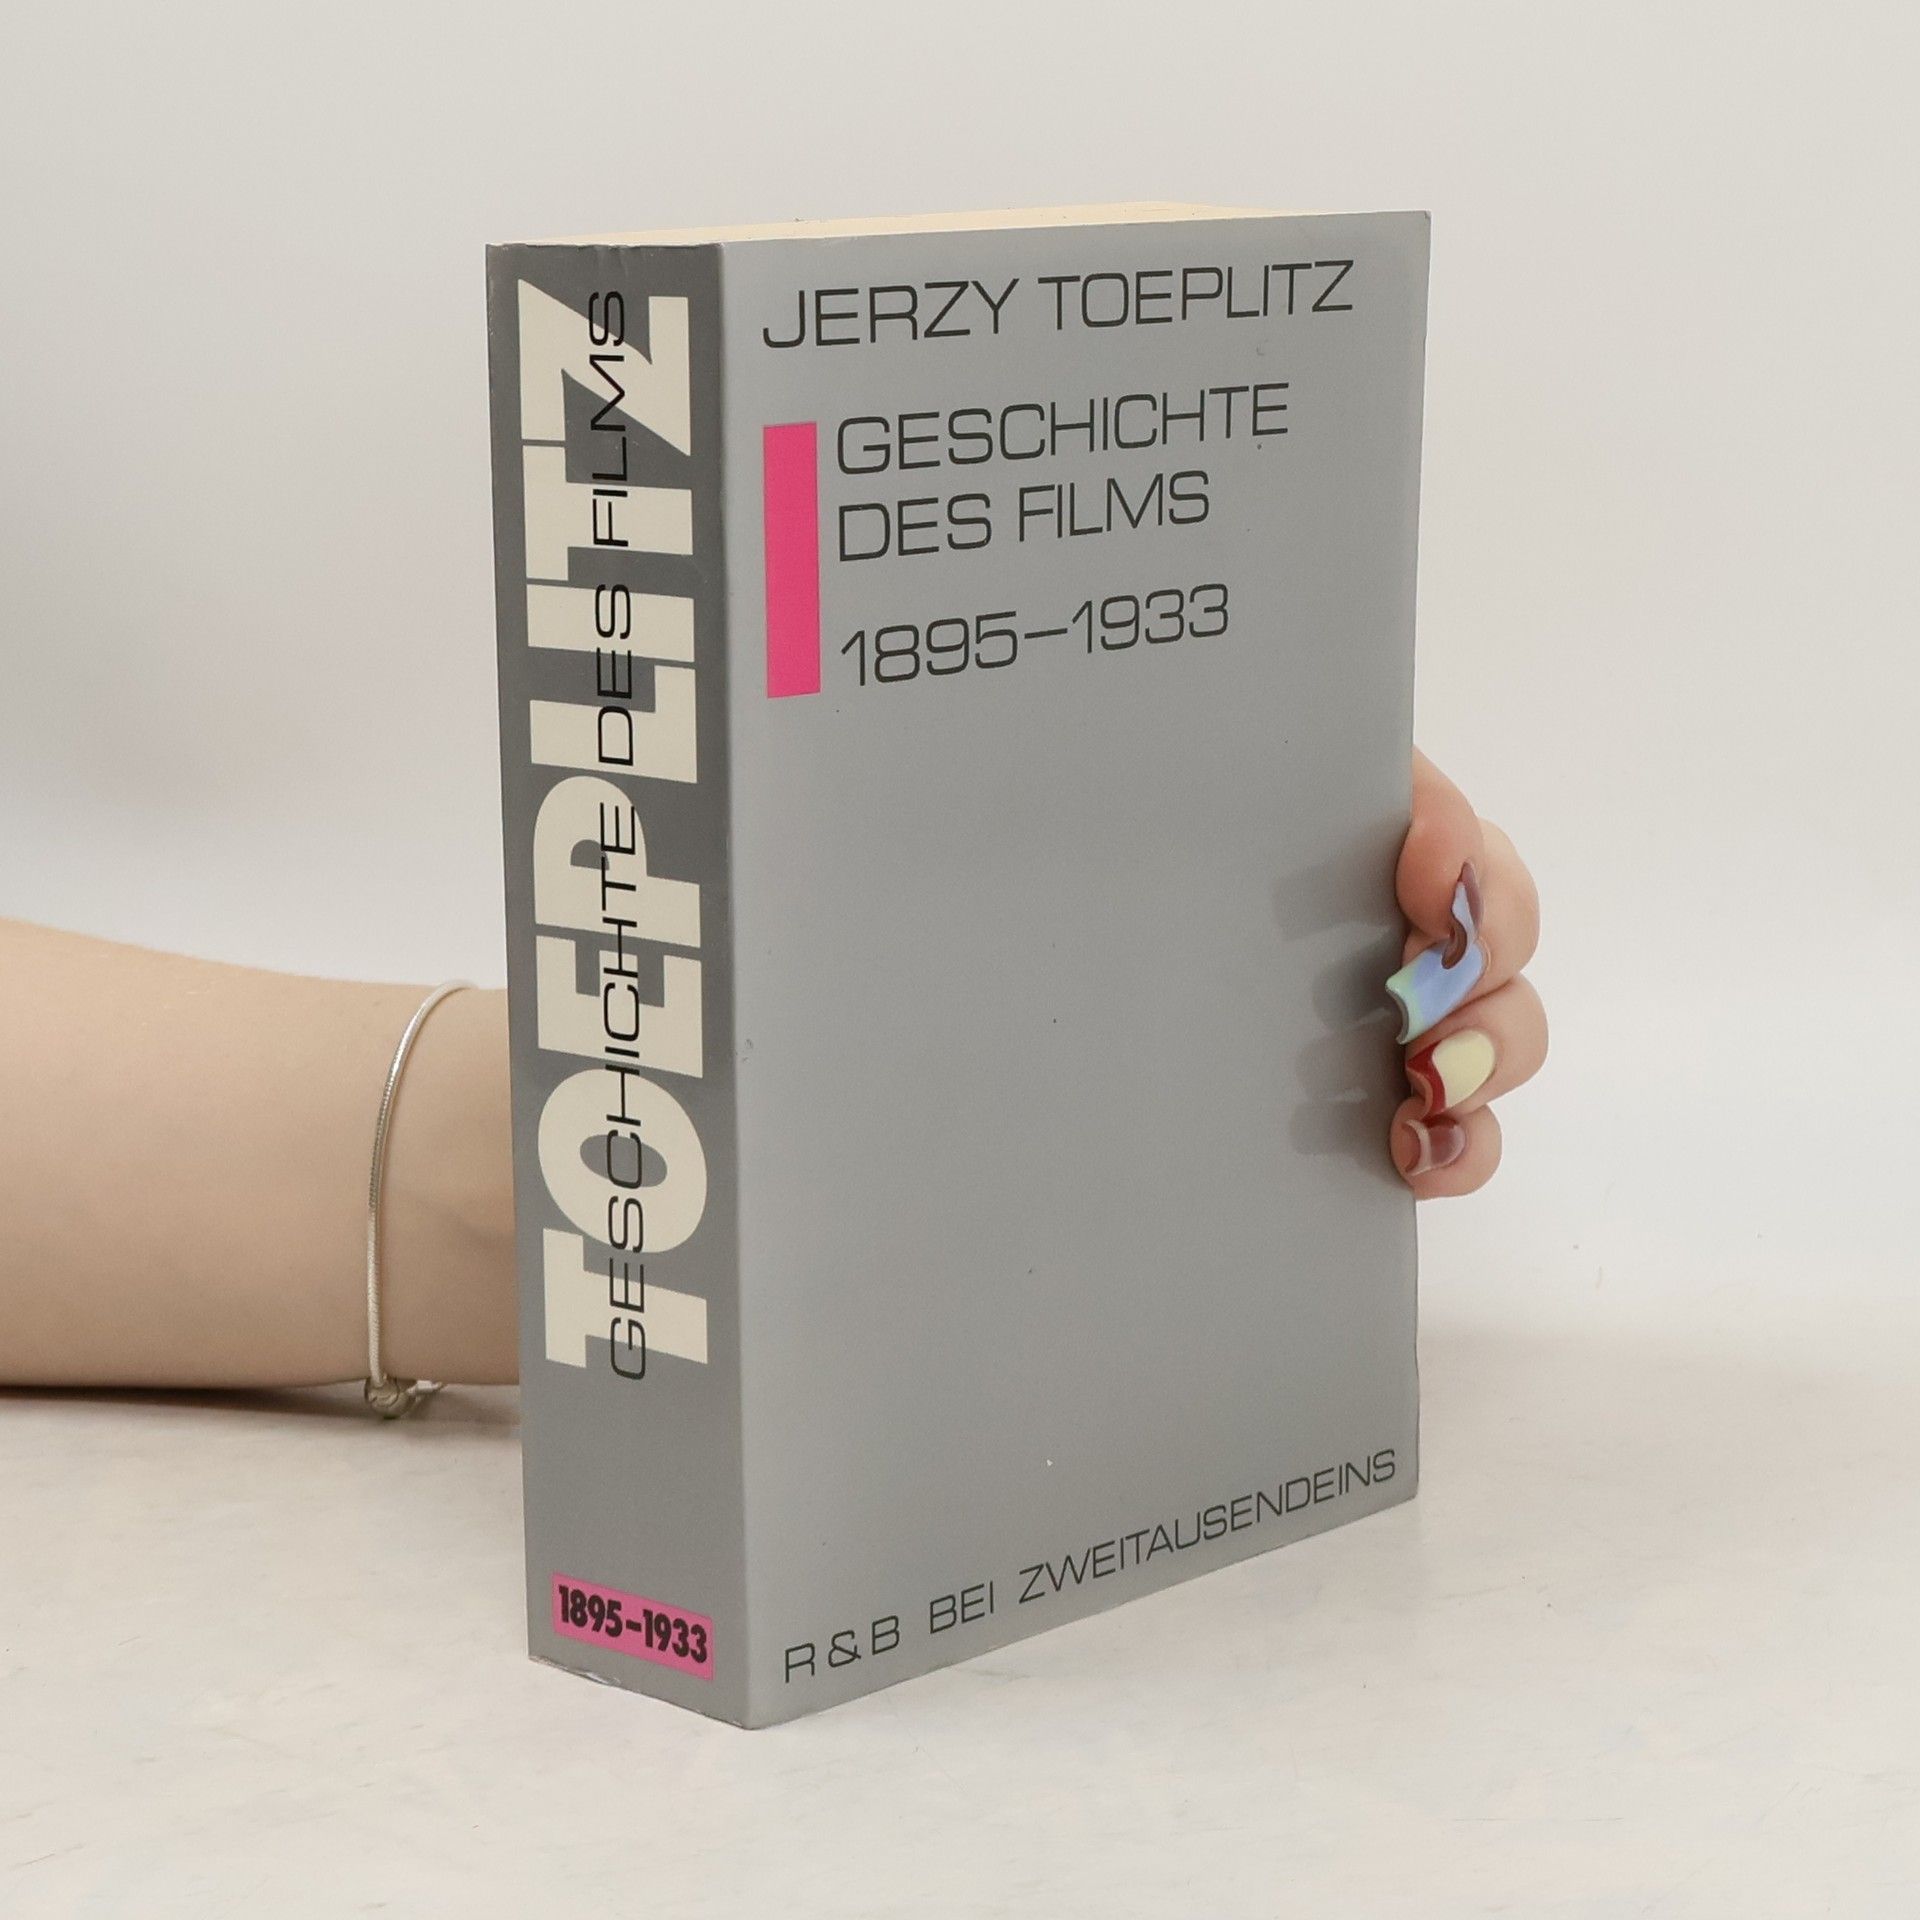 TOEPLITZ
GESCHICHTE DES FILMS
1895–1933
JERZY TOEPLITZ
GESCHICHTE
DES FILMS
1895–1933
R & B BEI ZWEITAUSENDEINS